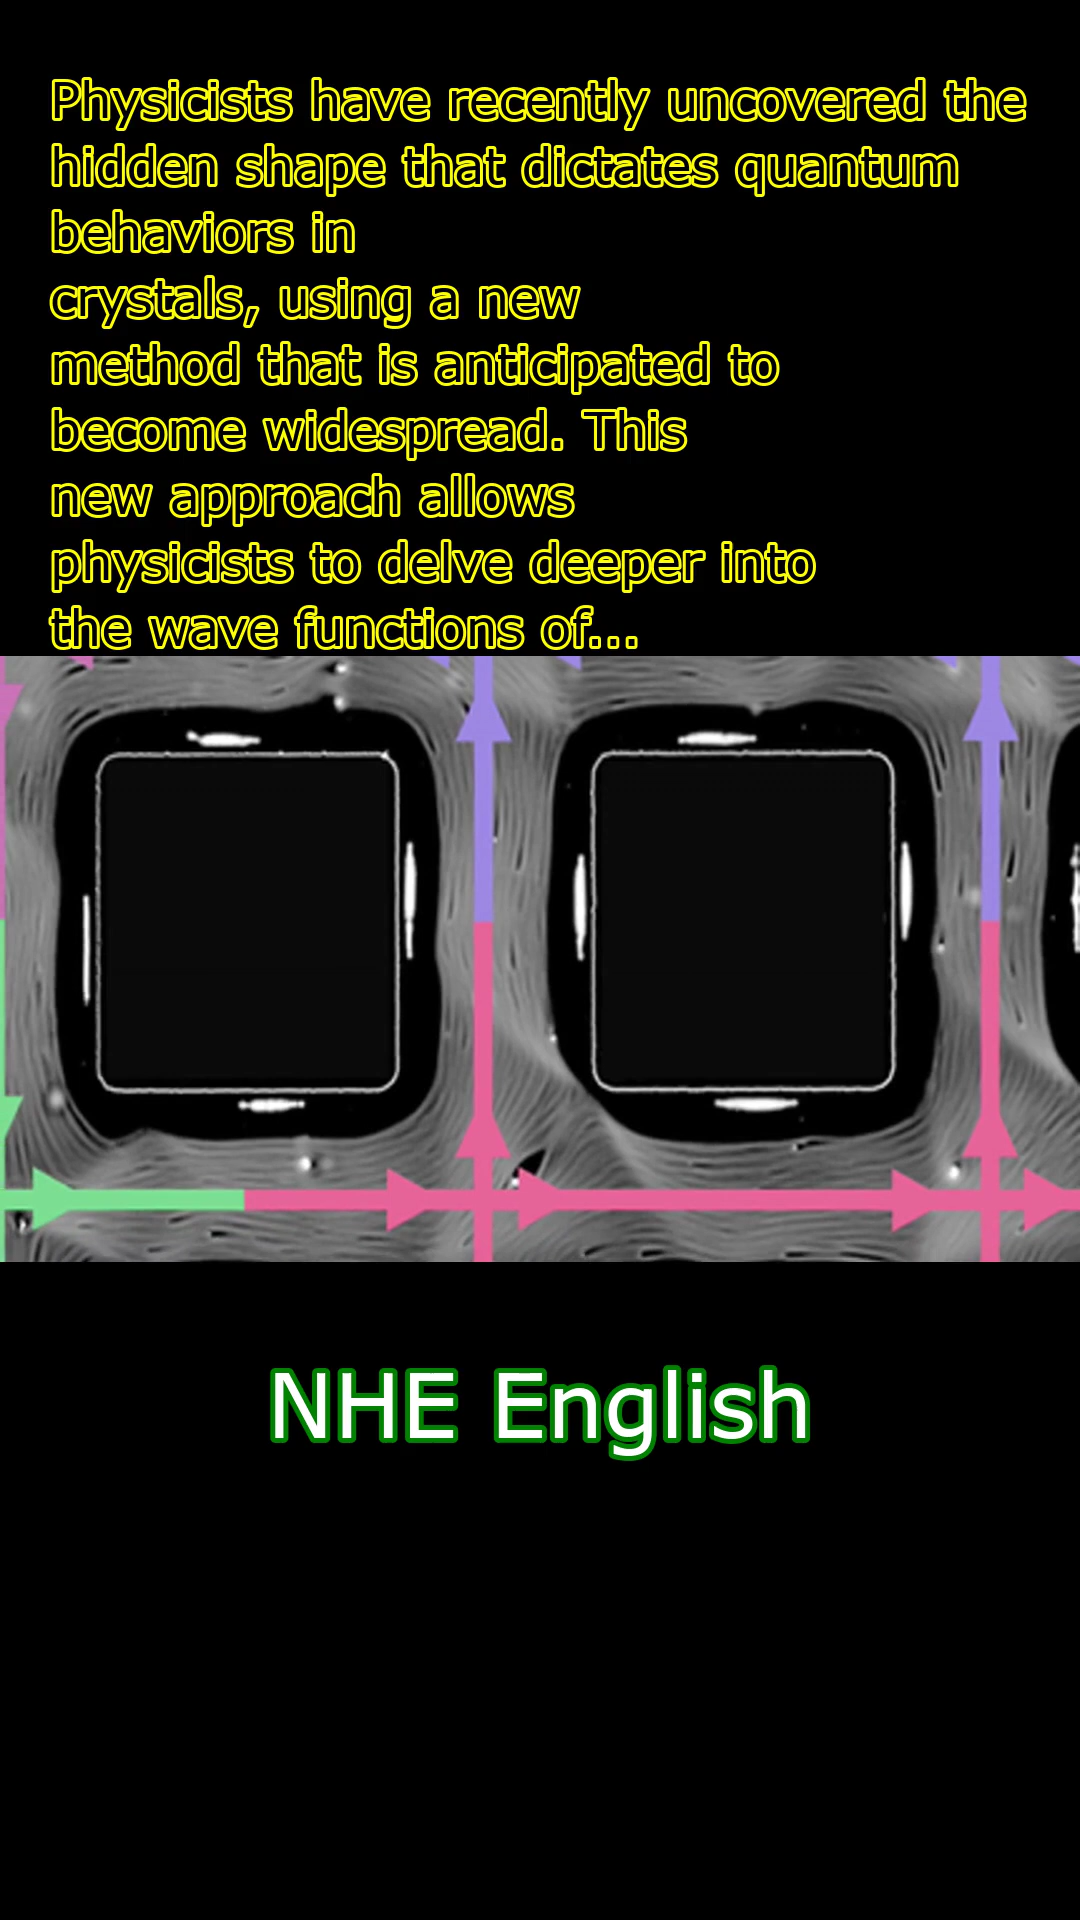 Physicists have recently uncovered the
hidden shape that dictates quantum
behaviors in
crystals, using a new
method that is anticipated to
become widespread. This
new approach allows
physicists to delve deeper into
the wave functions of...
NHE English